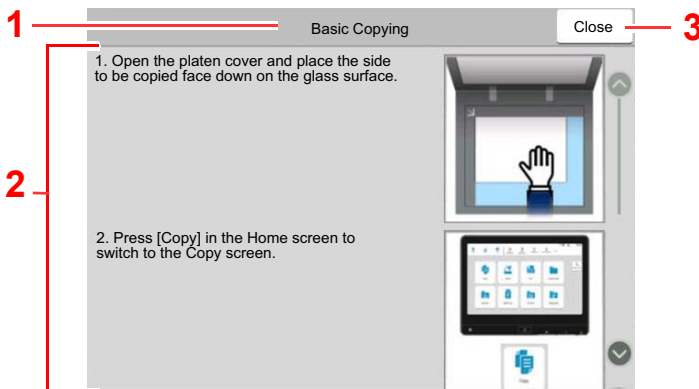 1
Basic Copying
Close
3
2
1. Open the platen cover and place the side
to be copied face down on the glass surface.
2. Press [Copy] in the Home screen to
switch to the Copy screen.